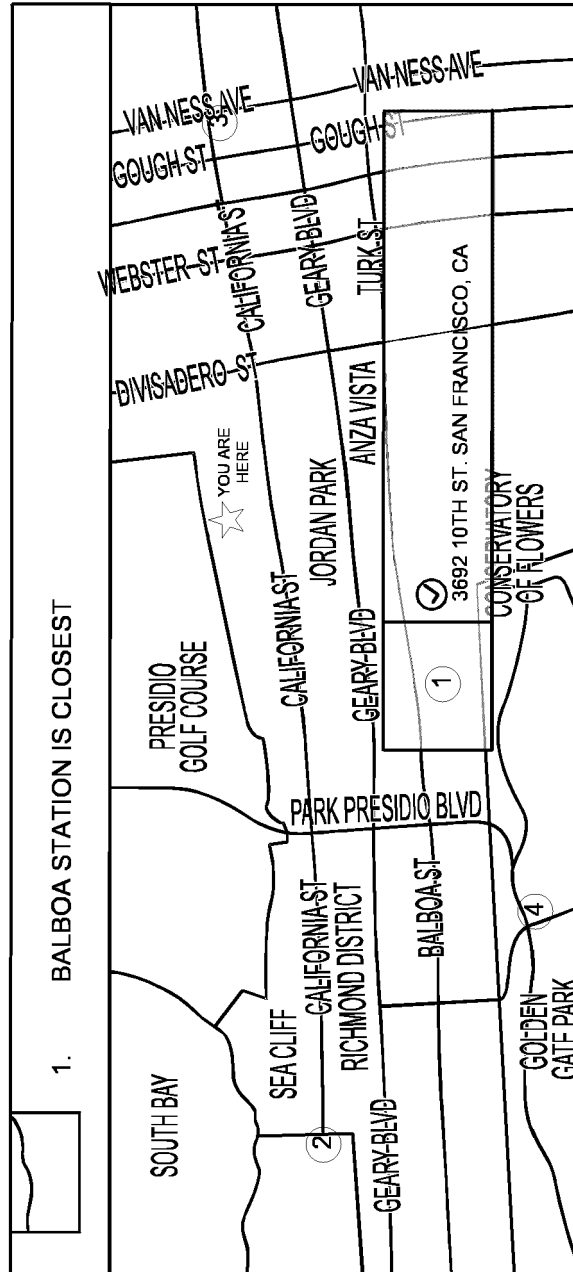 1. BALBOA STATION IS CLOSEST
SOUTH BAY
PRESIDIO
GOLF COURSE
YOU ARE
HERE
DIVISADERO ST
WEBSTER ST
GOUGH ST
VAN NESS AVE
3
SEA CLIFF
2
CALIFORNIA ST
CALIFORNIA ST
CALIFORNIA ST
RICHMOND DISTRICT
PARK PRESIDIO BLVD
JORDAN PARK
GEARY BLVD
GEARY BLVD
GEARY BLVD
ANZA VISTA
TURK ST
GOUGH ST
VAN NESS AVE
BALBOA ST
1
3692 10TH ST. SAN FRANCISCO, CA
CONSERVATORY
OF FLOWERS
4
GOLDEN
GATE PARK